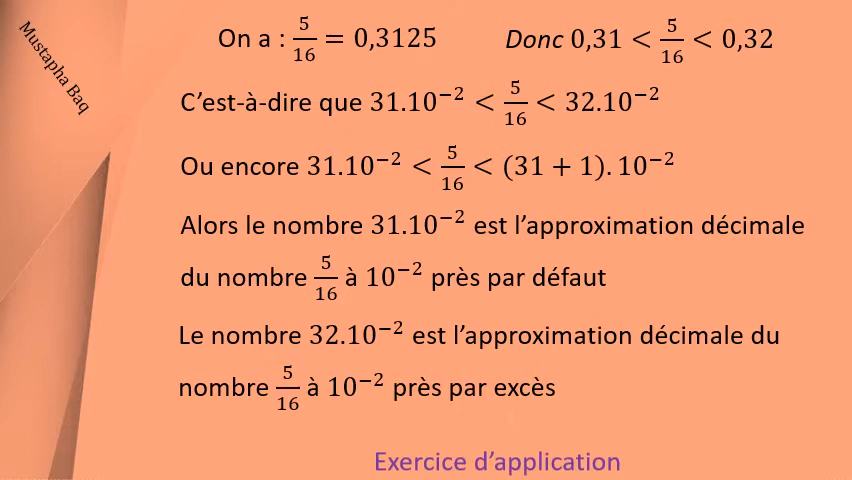 Mustapha Baq
On a : 5/16 = 0,3125 Donc 0,31 < 5/16 < 0,32
C'est-à-dire que 31.10⁻² < 5/16 < 32.10⁻²
Ou encore 31.10⁻² < 5/16 < (31 + 1). 10⁻²
Alors le nombre 31.10⁻² est l'approximation décimale
du nombre 5/16 à 10⁻² près par défaut
Le nombre 32.10⁻² est l'approximation décimale du
nombre 5/16 à 10⁻² près par excès
Exercice d'application